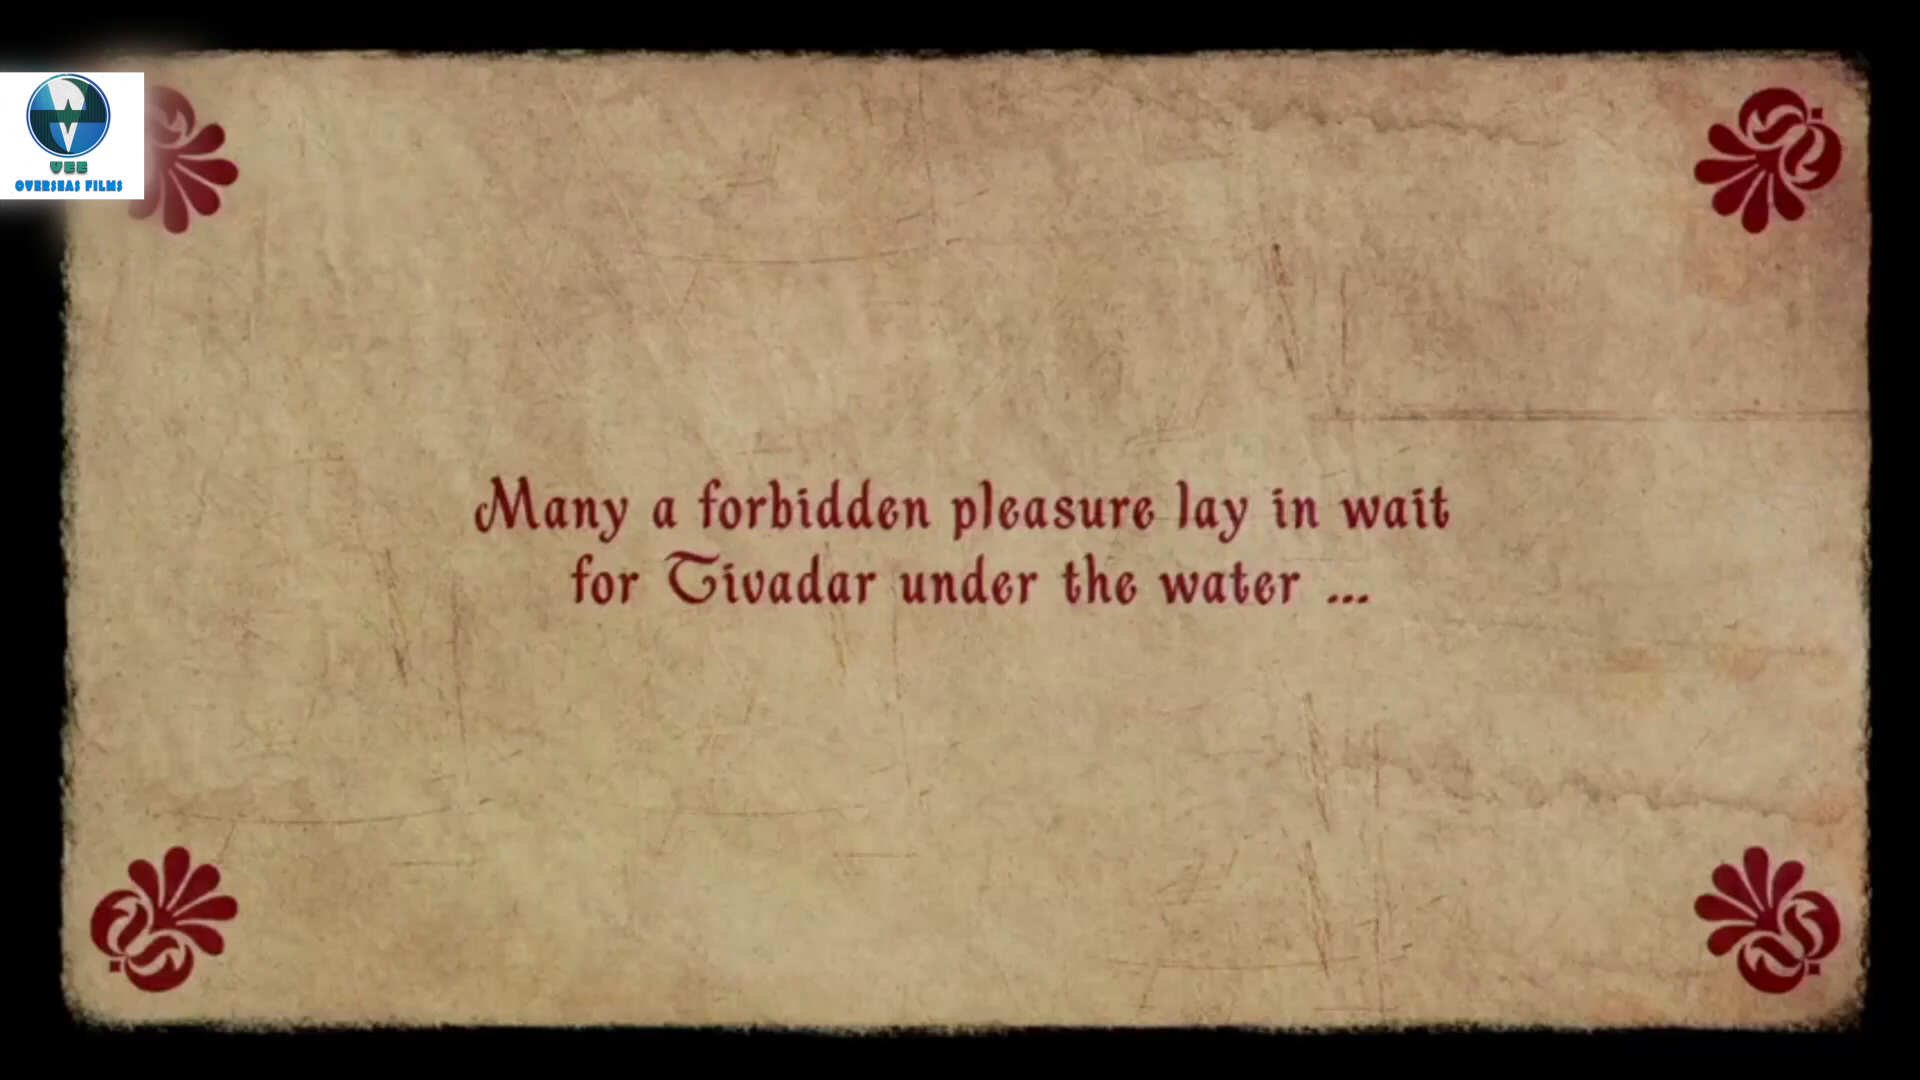 VEE
OVERSEAS FILMS
Many a forbidden pleasure lay in wait
for Tivadar under the water ...